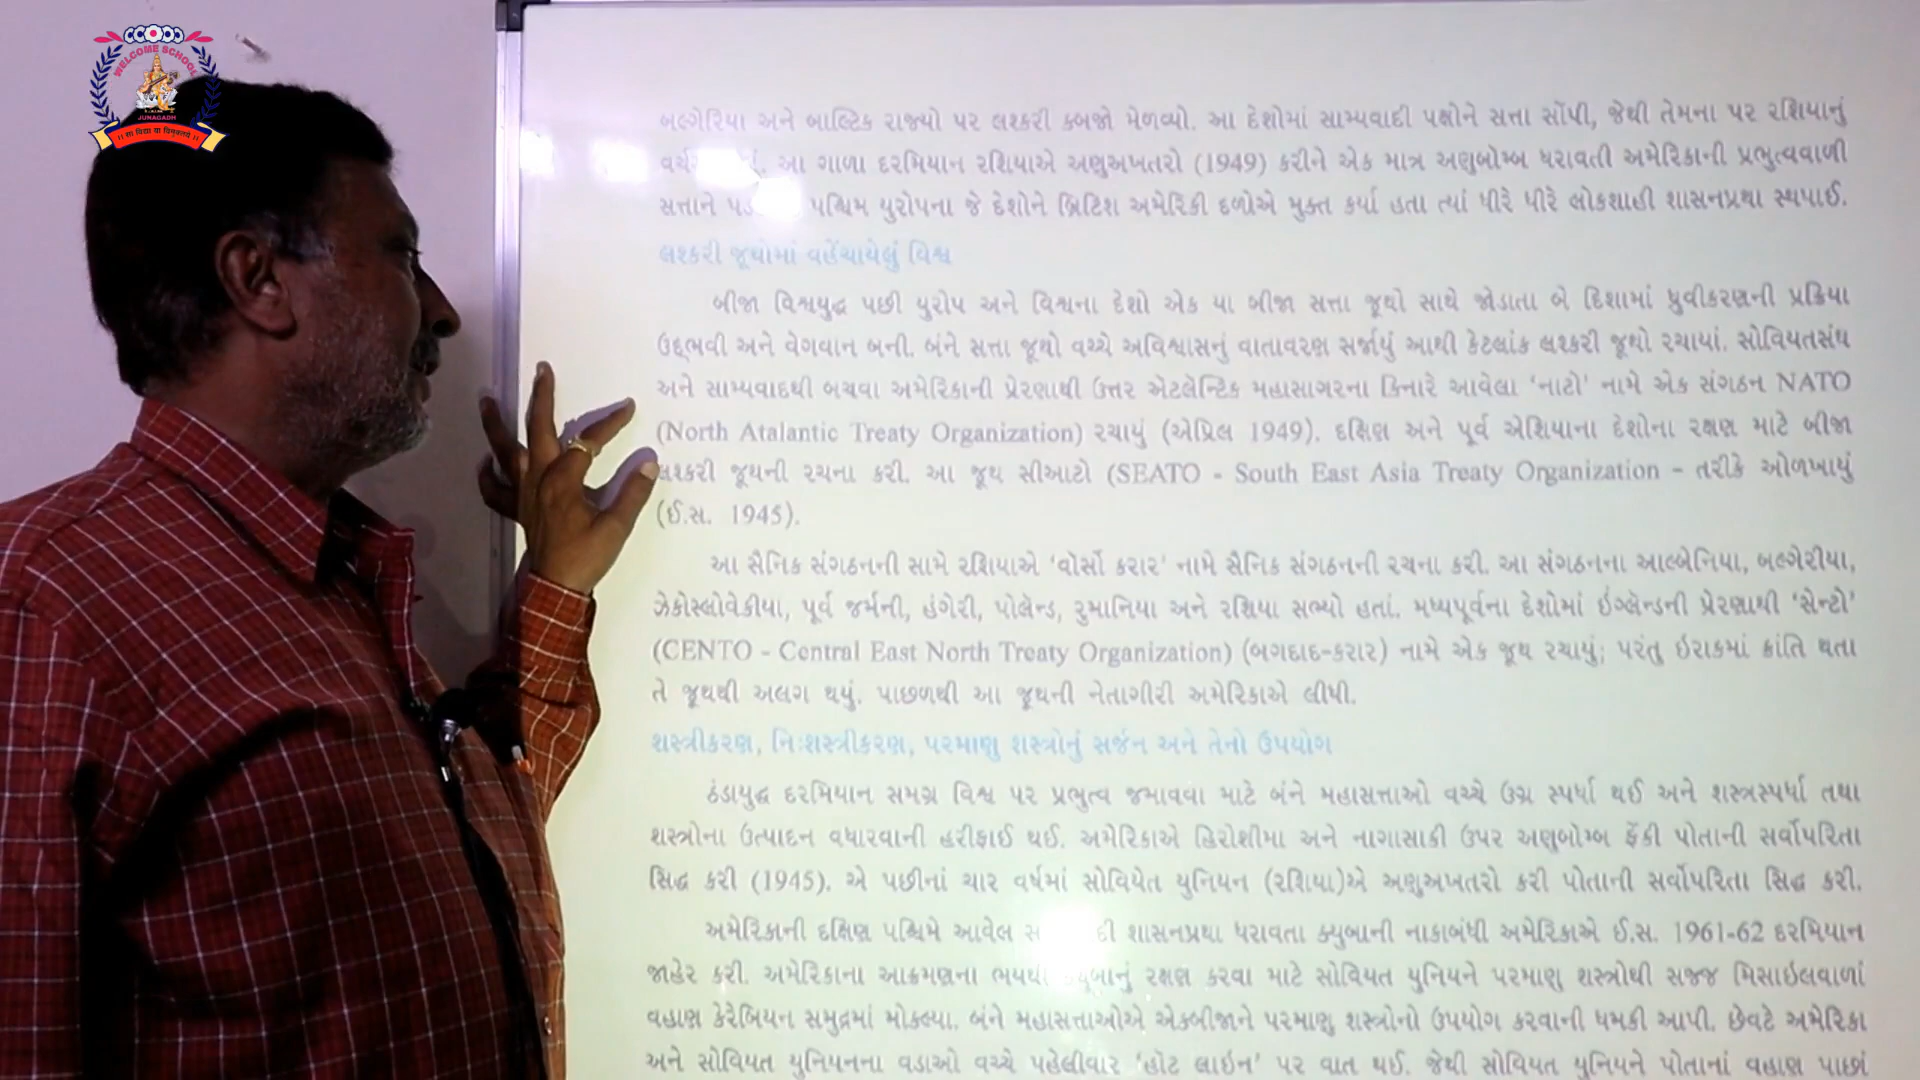 WELCOME SCHOOL
JUNAGADH
।। सा विद्या या विमुक्तये ।।
બલ્ગેરિયા અને બાલ્ટિક રાજ્યો પર લશ્કરી કબજો મેળવ્યો. આ દેશોમાં સામ્યવાદી પક્ષોને સત્તા સોંપી, જેથી તેમના પર રશિયાનું
આ ગાળા દરમિયાન રશિયાએ અણુઅખતરો (1949) કરીને એક માત્ર અણુબોમ્બ ધરાવતી અમેરિકાની પ્રભુત્વવાળી
સત્તાને પશ્ચિમ યુરોપના જે દેશોને બ્રિટિશ અમેરિકી દળોએ મુક્ત કર્યા હતા ત્યાં ધીરે ધીરે લોકશાહી શાસનપ્રથા સ્થપાઈ.
લશ્કરી જૂથોમાં વહેંચાયેલું વિશ્વ
બીજા વિશ્વયુદ્ધ પછી યુરોપ અને વિશ્વના દેશો એક યા બીજા સત્તા જૂથો સાથે જોડાતા બે દિશામાં ધ્રુવીકરણની પ્રક્રિયા
ઉદ્દભવી અને વેગવાન બની. બંને સત્તા જૂથો વચ્ચે અવિશ્વાસનું વાતાવરણ સર્જાયું આથી કેટલાંક લશ્કરી જૂથો રચાયાં. સોવિયતસંઘ
અને સામ્યવાદથી બચવા અમેરિકાની પ્રેરણાથી ઉત્તર ઍટલૅન્ટિક મહાસાગરના કિનારે આવેલા ‘નાટો’ નામે એક સંગઠન NATO
(North Atalantic Treaty Organization) રચાયું (એપ્રિલ 1949). દક્ષિણ અને પૂર્વ એશિયાના દેશોના રક્ષણ માટે બીજા
લશ્કરી જૂથની રચના કરી. આ જૂથ સીઆટો (SEATO - South East Asia Treaty Organization – તરીકે ઓળખાયું
(ઈ.સ. 1945).
આ સૈનિક સંગઠનની સામે રશિયાએ ‘વૉર્સો કરાર’ નામે સૈનિક સંગઠનની રચના કરી. આ સંગઠનના આલ્બેનિયા, બલ્ગેરીયા,
ઝેકોસ્લોવેકીયા, પૂર્વ જર્મની, હંગેરી, પોલૅન્ડ, રુમાનિયા અને રશિયા સભ્યો હતાં. મધ્યપૂર્વના દેશોમાં ઇંગ્લૅન્ડની પ્રેરણાથી ‘સેન્ટો’
(CENTO - Central East North Treaty Organization) (બગદાદ-કરાર) નામે એક જૂથ રચાયું; પરંતુ ઇરાકમાં ક્રાંતિ થતા
તે જૂથથી અલગ થયું. પાછળથી આ જૂથની નેતાગીરી અમેરિકાએ લીધી.
શસ્ત્રીકરણ, નિઃશસ્ત્રીકરણ, પરમાણુ શસ્ત્રોનું સર્જન અને તેનો ઉપયોગ
ઠંડાયુદ્ધ દરમિયાન સમગ્ર વિશ્વ પર પ્રભુત્વ જમાવવા માટે બંને મહાસત્તાઓ વચ્ચે ઉગ્ર સ્પર્ધા થઈ અને શસ્ત્રસ્પર્ધા તથા
શસ્ત્રોના ઉત્પાદન વધારવાની હરીફાઈ થઈ. અમેરિકાએ હિરોશીમા અને નાગાસાકી ઉપર અણુબોમ્બ ફેંકી પોતાની સર્વોપરિતા
સિદ્ધ કરી (1945). એ પછીનાં ચાર વર્ષમાં સોવિયેત યુનિયન (રશિયા)એ અણુઅખતરો કરી પોતાની સર્વોપરિતા સિદ્ધ કરી.
અમેરિકાની દક્ષિણ પશ્ચિમે આવેલ શાસનપ્રથા ધરાવતા ક્યુબાની નાકાબંધી અમેરિકાએ ઈ.સ. 1961-62 દરમિયાન
જાહેર કરી. અમેરિકાના આક્રમણના ભયથી ક્યૂબાનું રક્ષણ કરવા માટે સોવિયત યુનિયને પરમાણુ શસ્ત્રોથી સજ્જ મિસાઇલવાળાં
વહાણ કેરેબિયન સમુદ્રમાં મોકલ્યા. બંને મહાસત્તાઓએ એકબીજાને પરમાણુ શસ્ત્રોનો ઉપયોગ કરવાની ધમકી આપી. છેવટે અમેરિકા
અને સોવિયત યુનિયનના વડાઓ વચ્ચે પહેલીવાર ‘હૉટ લાઇન’ પર વાત થઈ. જેથી સોવિયત યુનિયને પોતાનાં વહાણ પાછાં